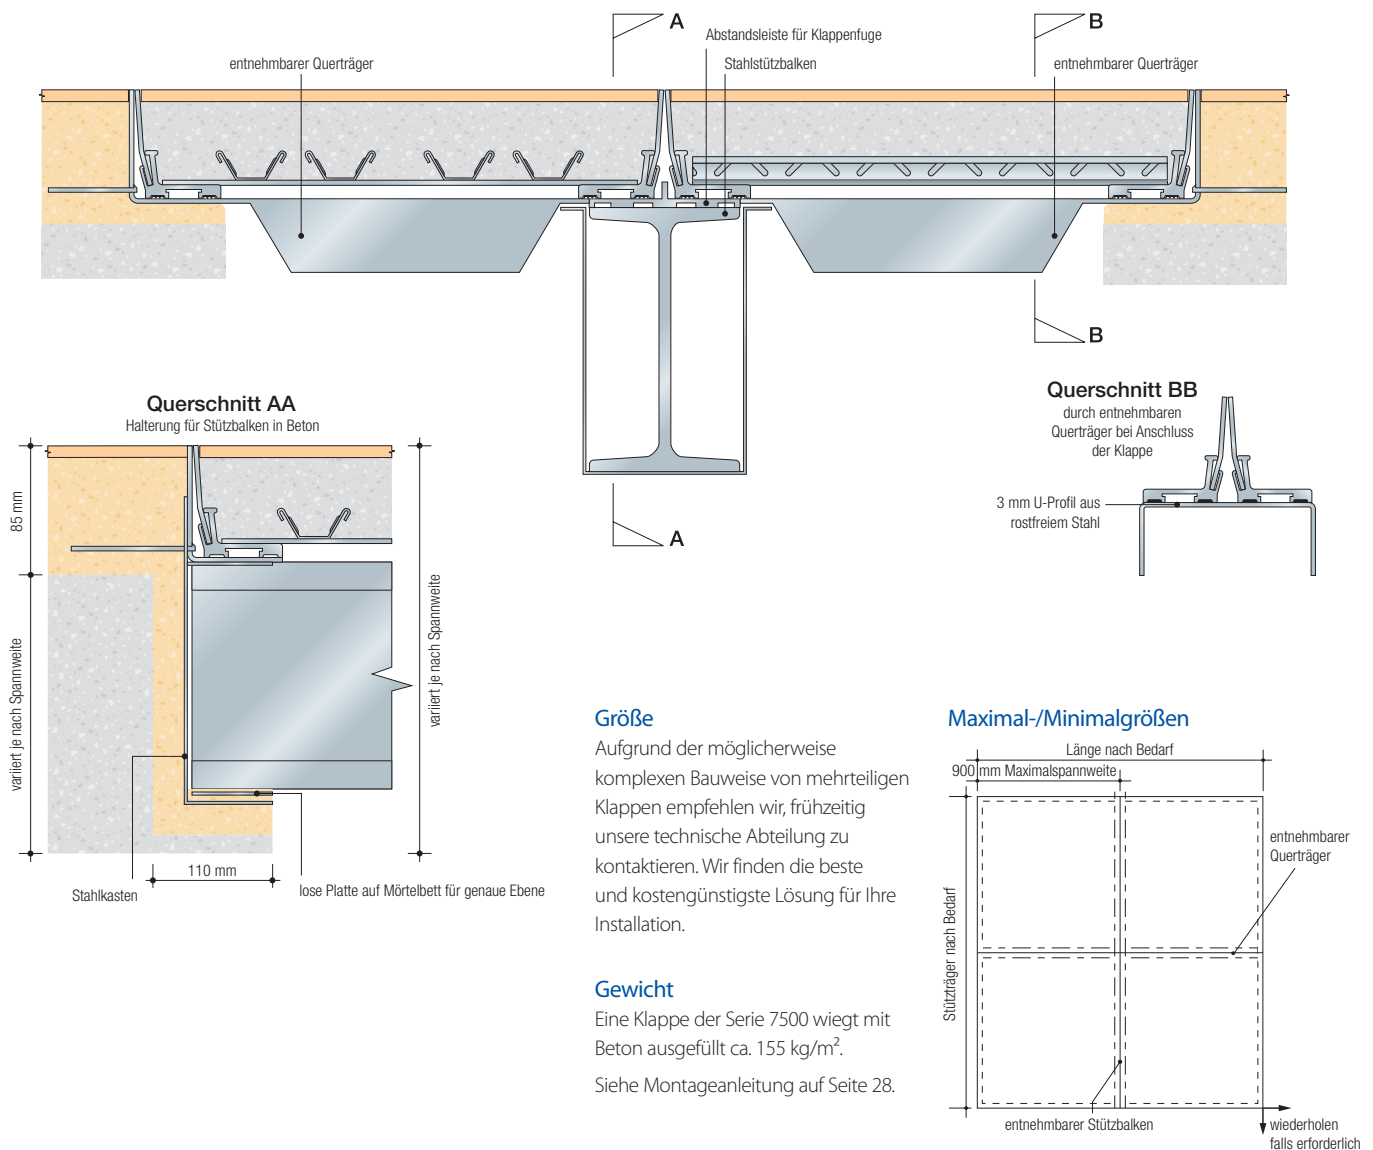 A
B
Abstandsleiste für Klappenfuge
entnehmbarer Querträger
Stahlstützbalken
entnehmbarer Querträger
B
A
Querschnitt AA
Halterung für Stützbalken in Beton
85 mm
variiert je nach Spannweite
variiert je nach Spannweite
110 mm
Stahlkasten
lose Platte auf Mörtelbett für genaue Ebene
Querschnitt BB
durch entnehmbaren
Querträger bei Anschluss
der Klappe
3 mm U-Profil aus
rostfreiem Stahl
Größe
Aufgrund der möglicherweise
komplexen Bauweise von mehrteiligen
Klappen empfehlen wir, frühzeitig
unsere technische Abteilung zu
kontaktieren. Wir finden die beste
und kostengünstigste Lösung für Ihre
Installation.
Gewicht
Eine Klappe der Serie 7500 wiegt mit
Beton ausgefüllt ca. 155 kg/m².
Siehe Montageanleitung auf Seite 28.
Maximal-/Minimalgrößen
Länge nach Bedarf
900 mm Maximalspannweite
entnehmbarer
Querträger
Stützträger nach Bedarf
entnehmbarer Stützbalken
wiederholen
falls erforderlich